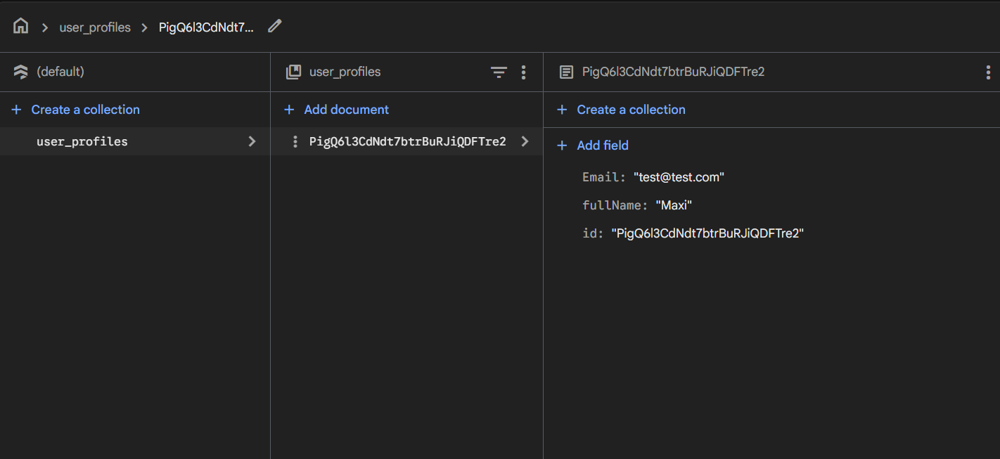 user_profiles > PigQ6l3CdNdt7...
(default)
+ Create a collection
user_profiles
user_profiles
+ Add document
PigQ6l3CdNdt7btrBuRJiQDFTre2
PigQ6l3CdNdt7btrBuRJiQDFTre2
+ Create a collection
+ Add field
Email: "test@test.com"
fullName: "Maxi"
id: "PigQ6l3CdNdt7btrBuRJiQDFTre2"